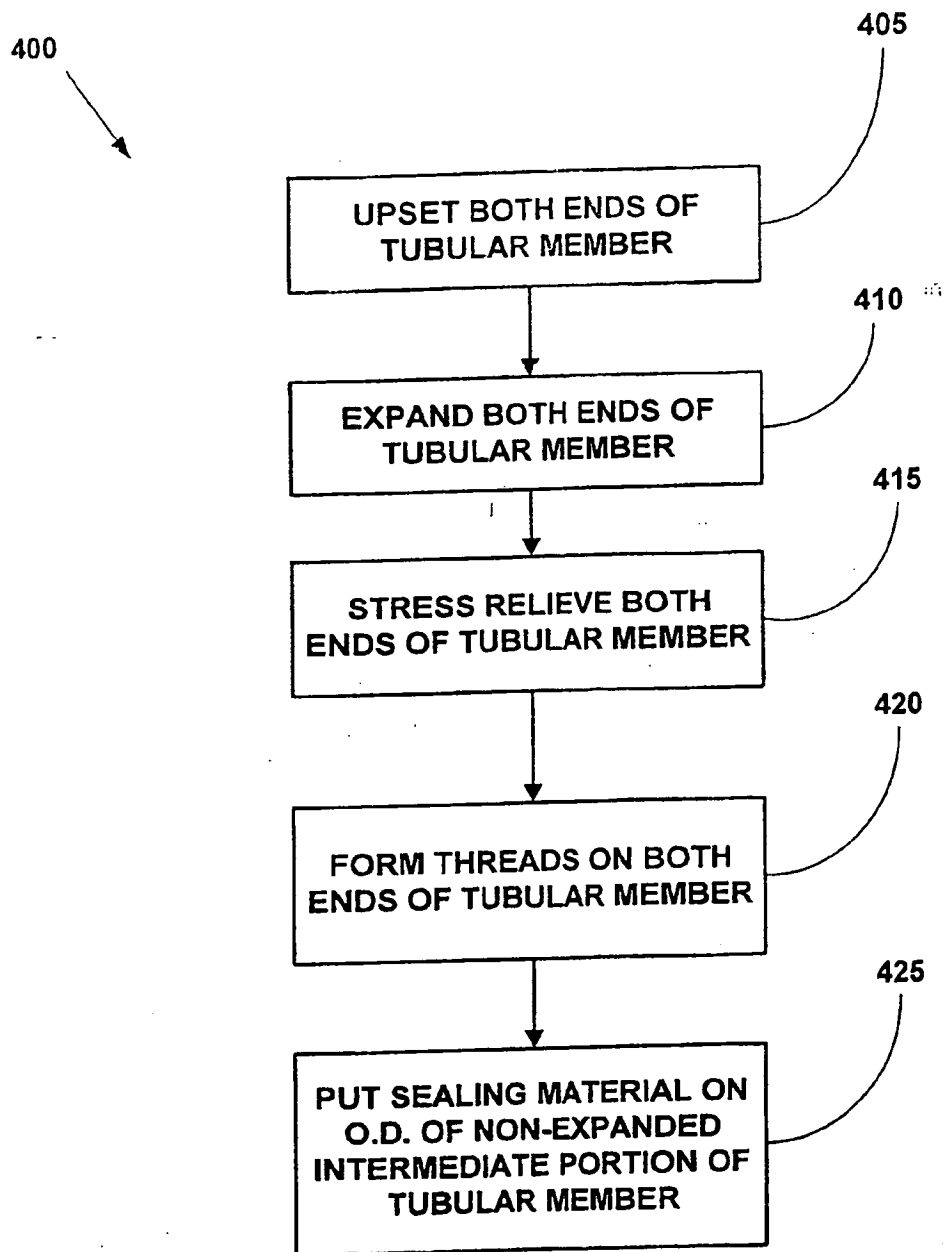 400
405
UPSET BOTH ENDS OF
TUBULAR MEMBER
410
EXPAND BOTH ENDS OF
TUBULAR MEMBER
415
STRESS RELIEVE BOTH
ENDS OF TUBULAR MEMBER
420
FORM THREADS ON BOTH
ENDS OF TUBULAR MEMBER
425
PUT SEALING MATERIAL ON
O.D. OF NON-EXPANDED
INTERMEDIATE PORTION OF
TUBULAR MEMBER